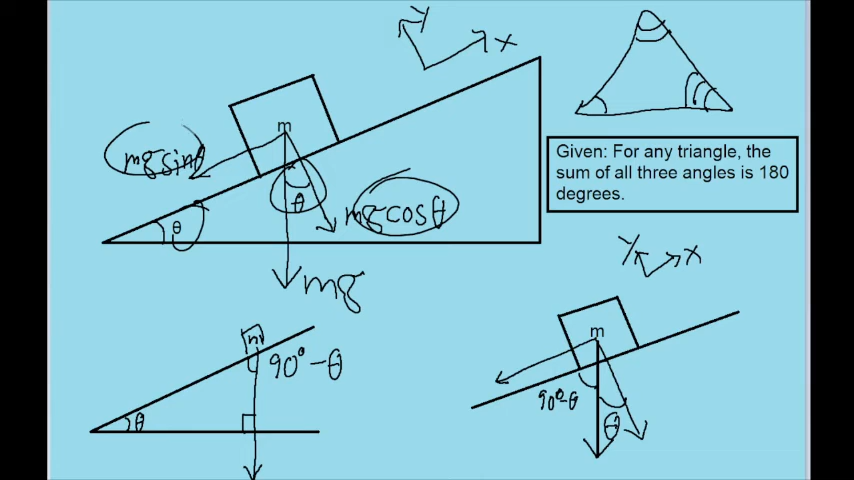 Y
X
m
mg sinθ
θ
mg cosθ
θ
mg
Given: For any triangle, the
sum of all three angles is 180
degrees.
Y
X
m
90°-θ
θ
m
90°-θ
θ